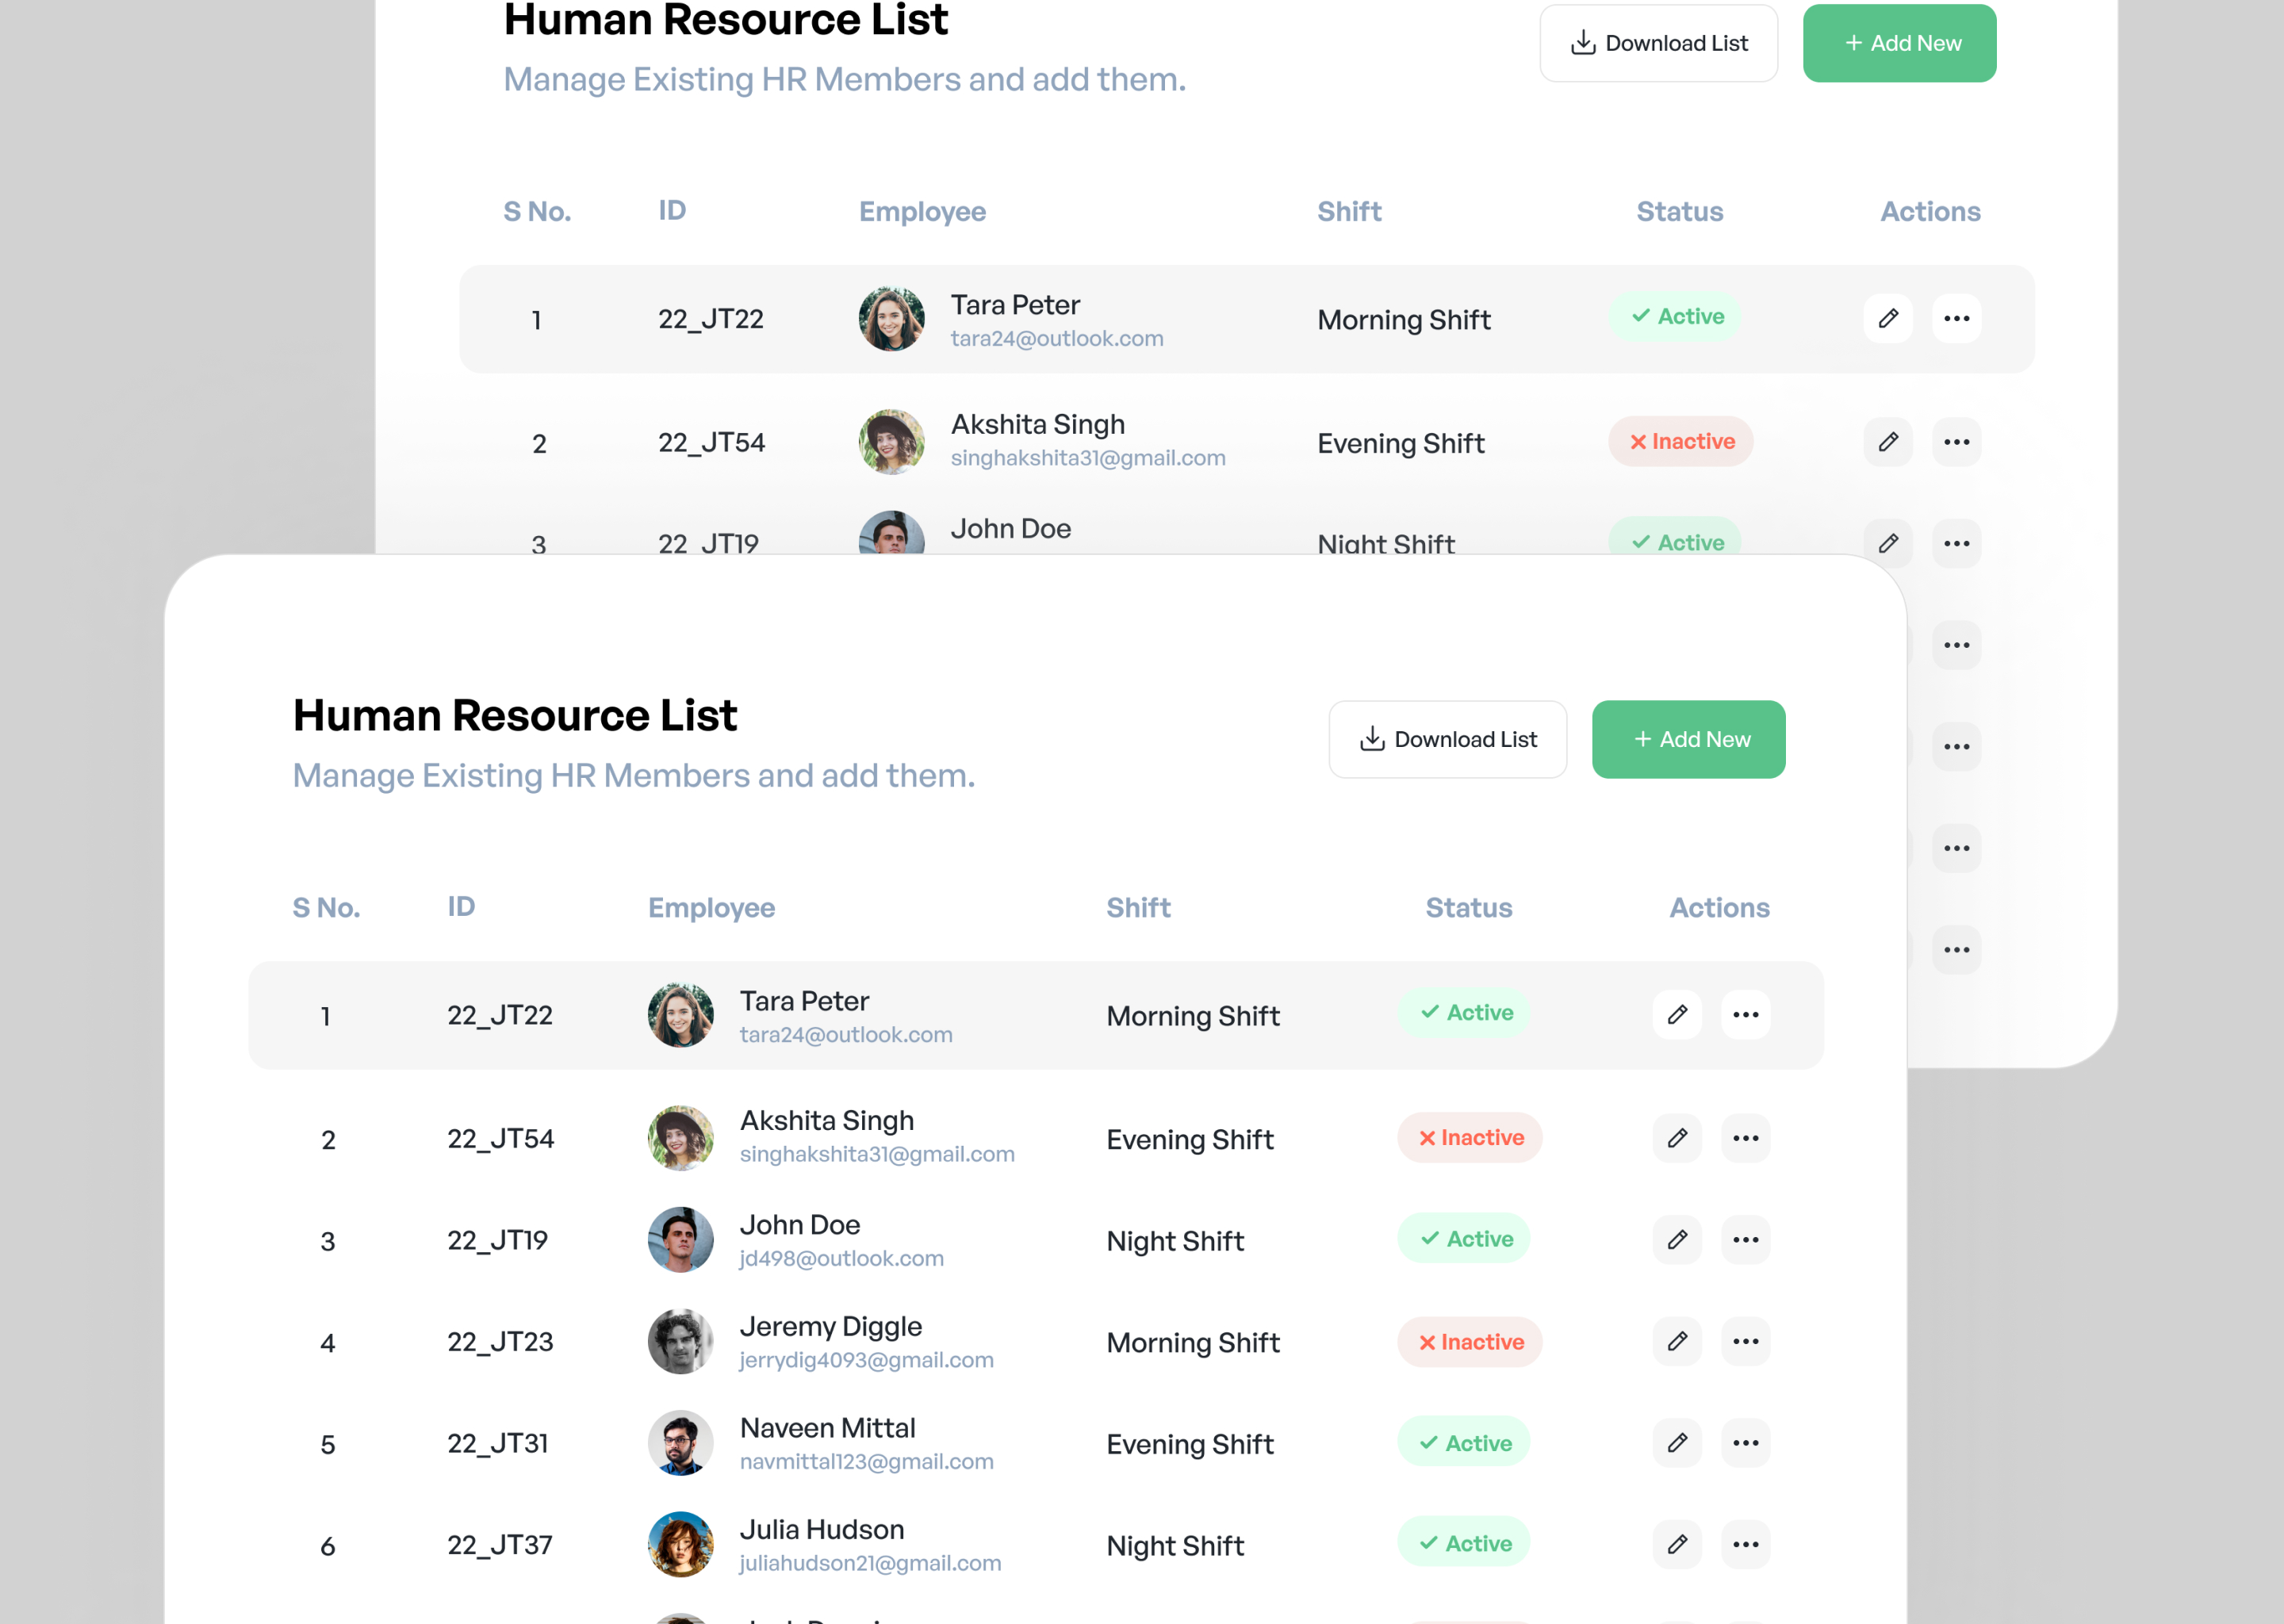 Human Resource List
Manage Existing HR Members and add them.
Download List
+ Add New
S No. ID Employee Shift Status Actions
1 22_JT22 Tara Peter Morning Shift Active
tara24@outlook.com
2 22_JT54 Akshita Singh Evening Shift Inactive
singhakshita31@gmail.com
3 22_JT19 John Doe Night Shift Active
Human Resource List
Manage Existing HR Members and add them.
Download List
+ Add New
S No. ID Employee Shift Status Actions
1 22_JT22 Tara Peter Morning Shift Active
tara24@outlook.com
2 22_JT54 Akshita Singh Evening Shift Inactive
singhakshita31@gmail.com
3 22_JT19 John Doe Night Shift Active
jd498@outlook.com
4 22_JT23 Jeremy Diggle Morning Shift Inactive
jerrydig4093@gmail.com
5 22_JT31 Naveen Mittal Evening Shift Active
navmittal123@gmail.com
6 22_JT37 Julia Hudson Night Shift Active
juliahudson21@gmail.com